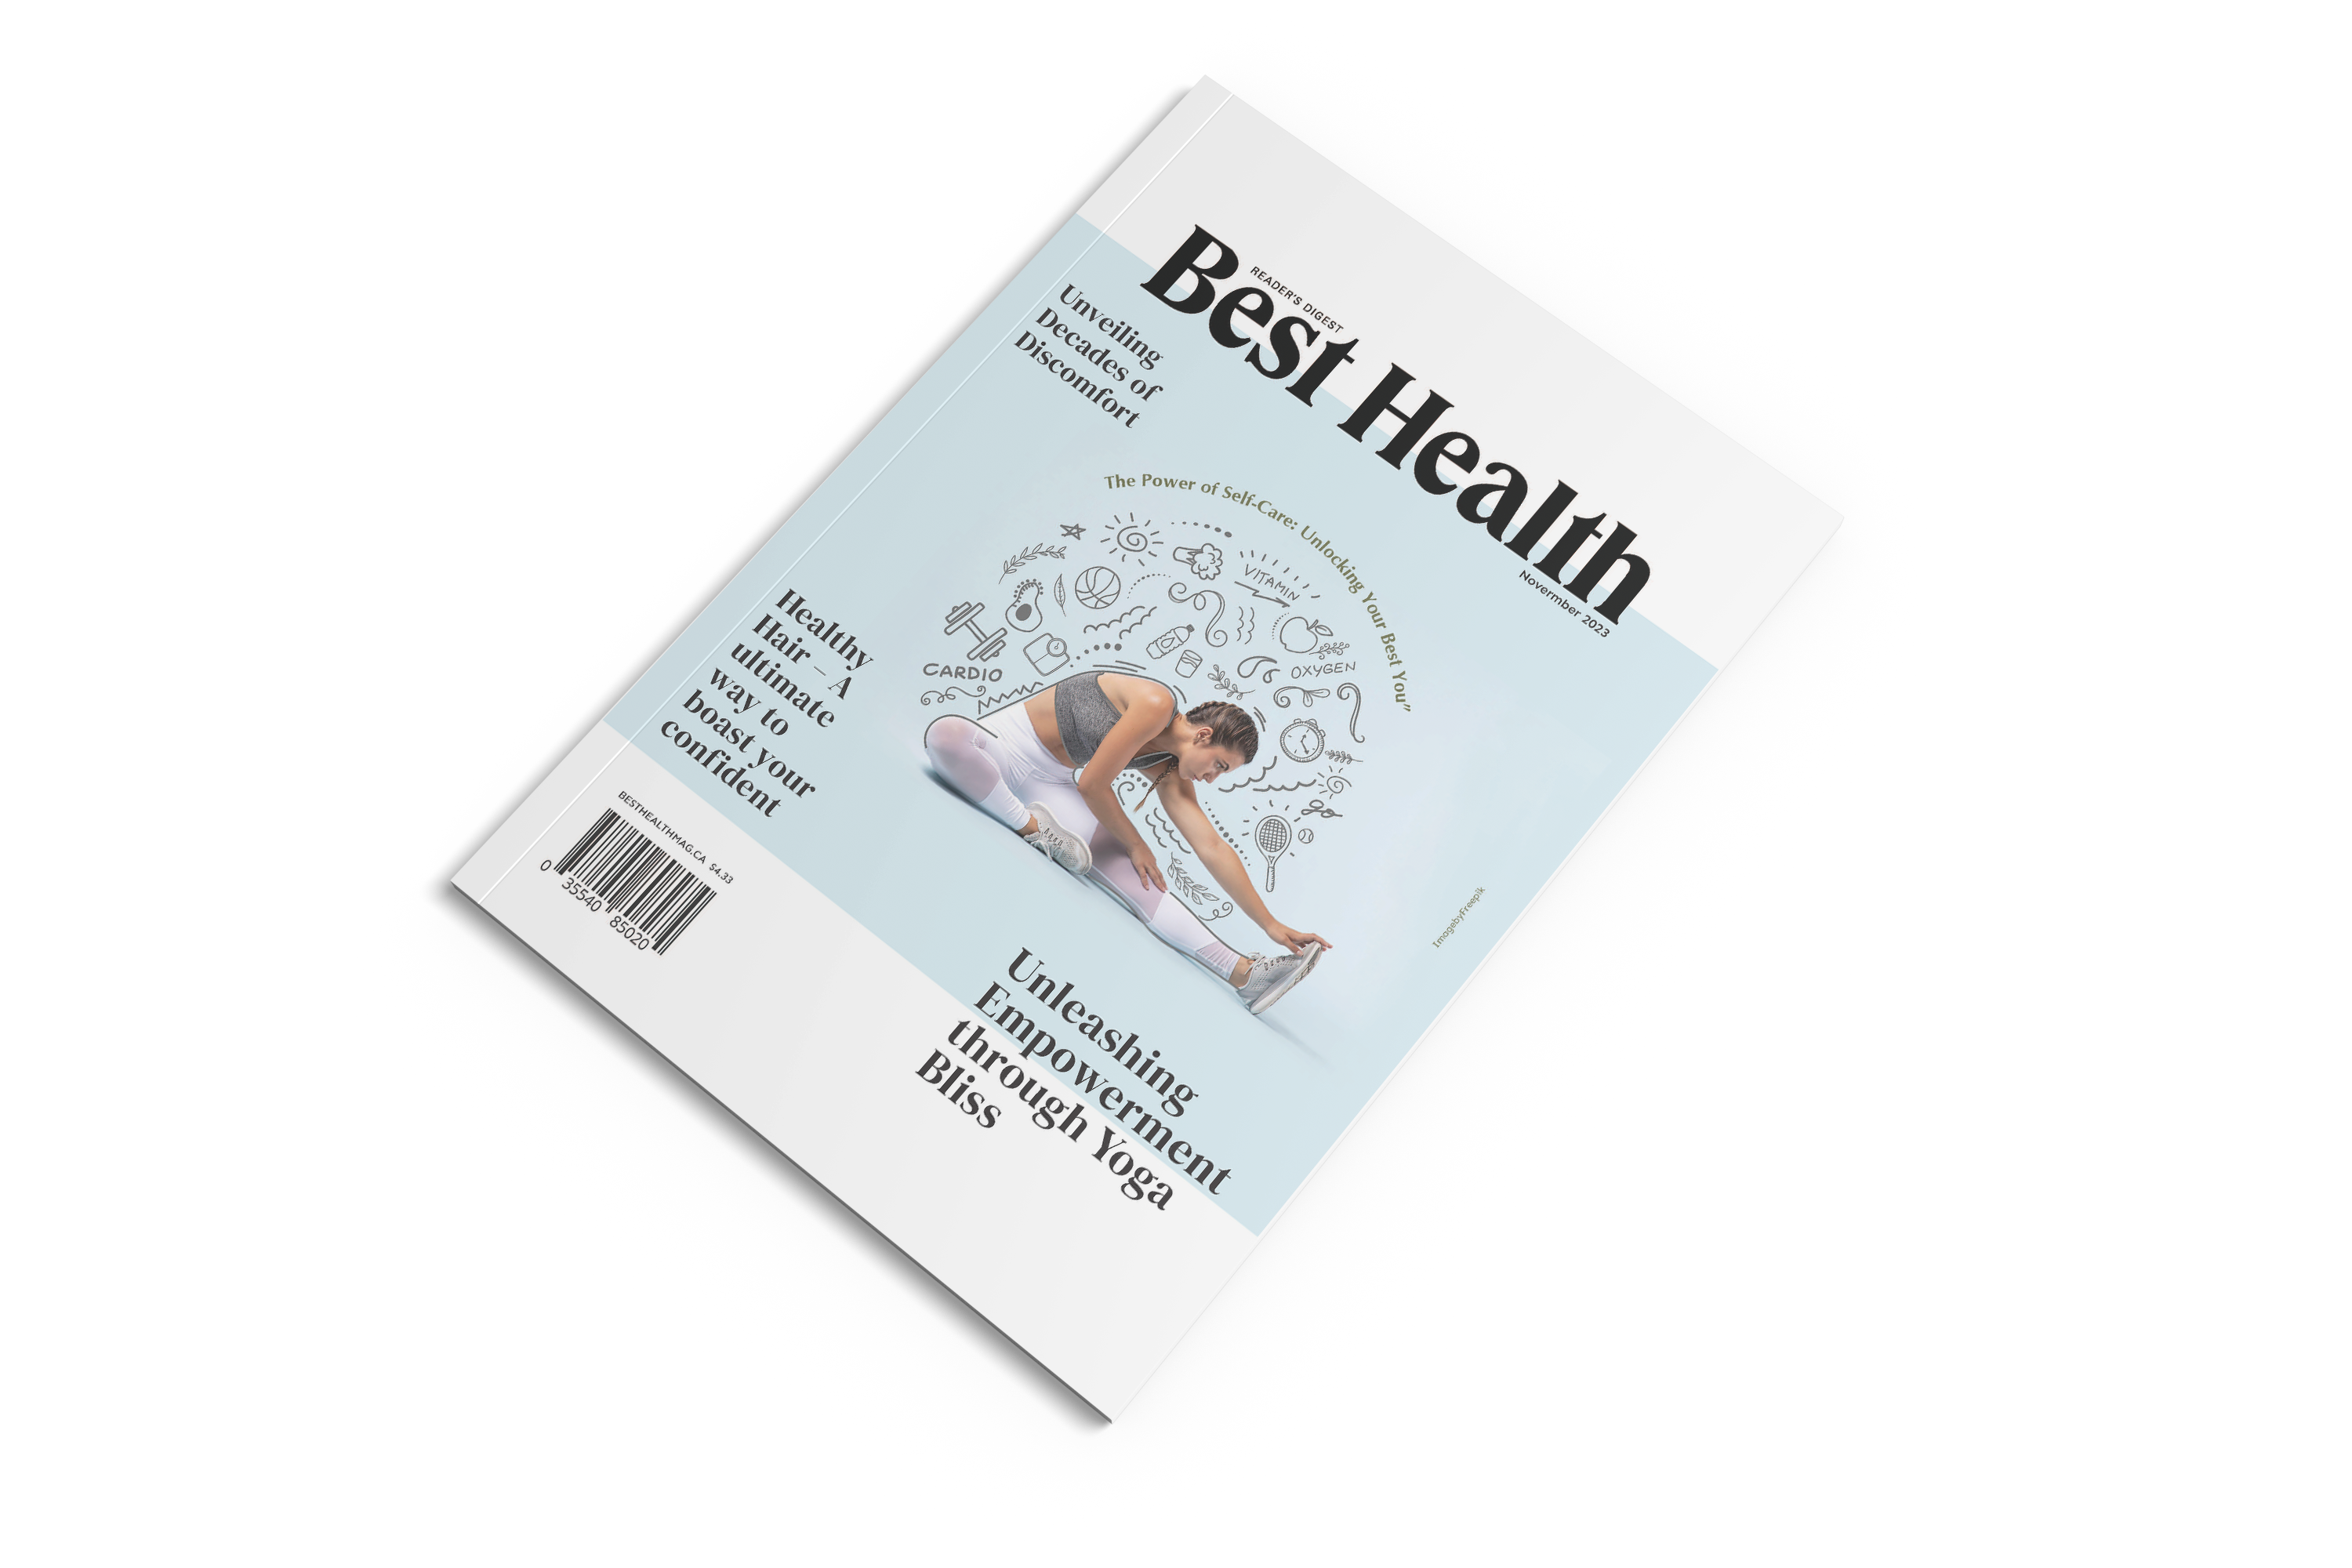 READER'S DIGEST
Best Health
Novermber 2023
Unveiling
Decades of
Discomfort
The Power of Self-Care: Unlocking Your Best You"
VITAMIN
OXYGEN
CARDIO
go
Healthy
Hair – A
ultimate
way to
boast your
confident
ImagebyFreepik
BESTHEALTHMAG.CA $4.33
0 35540 85020
Unleashing
Empowerment
through Yoga
Bliss